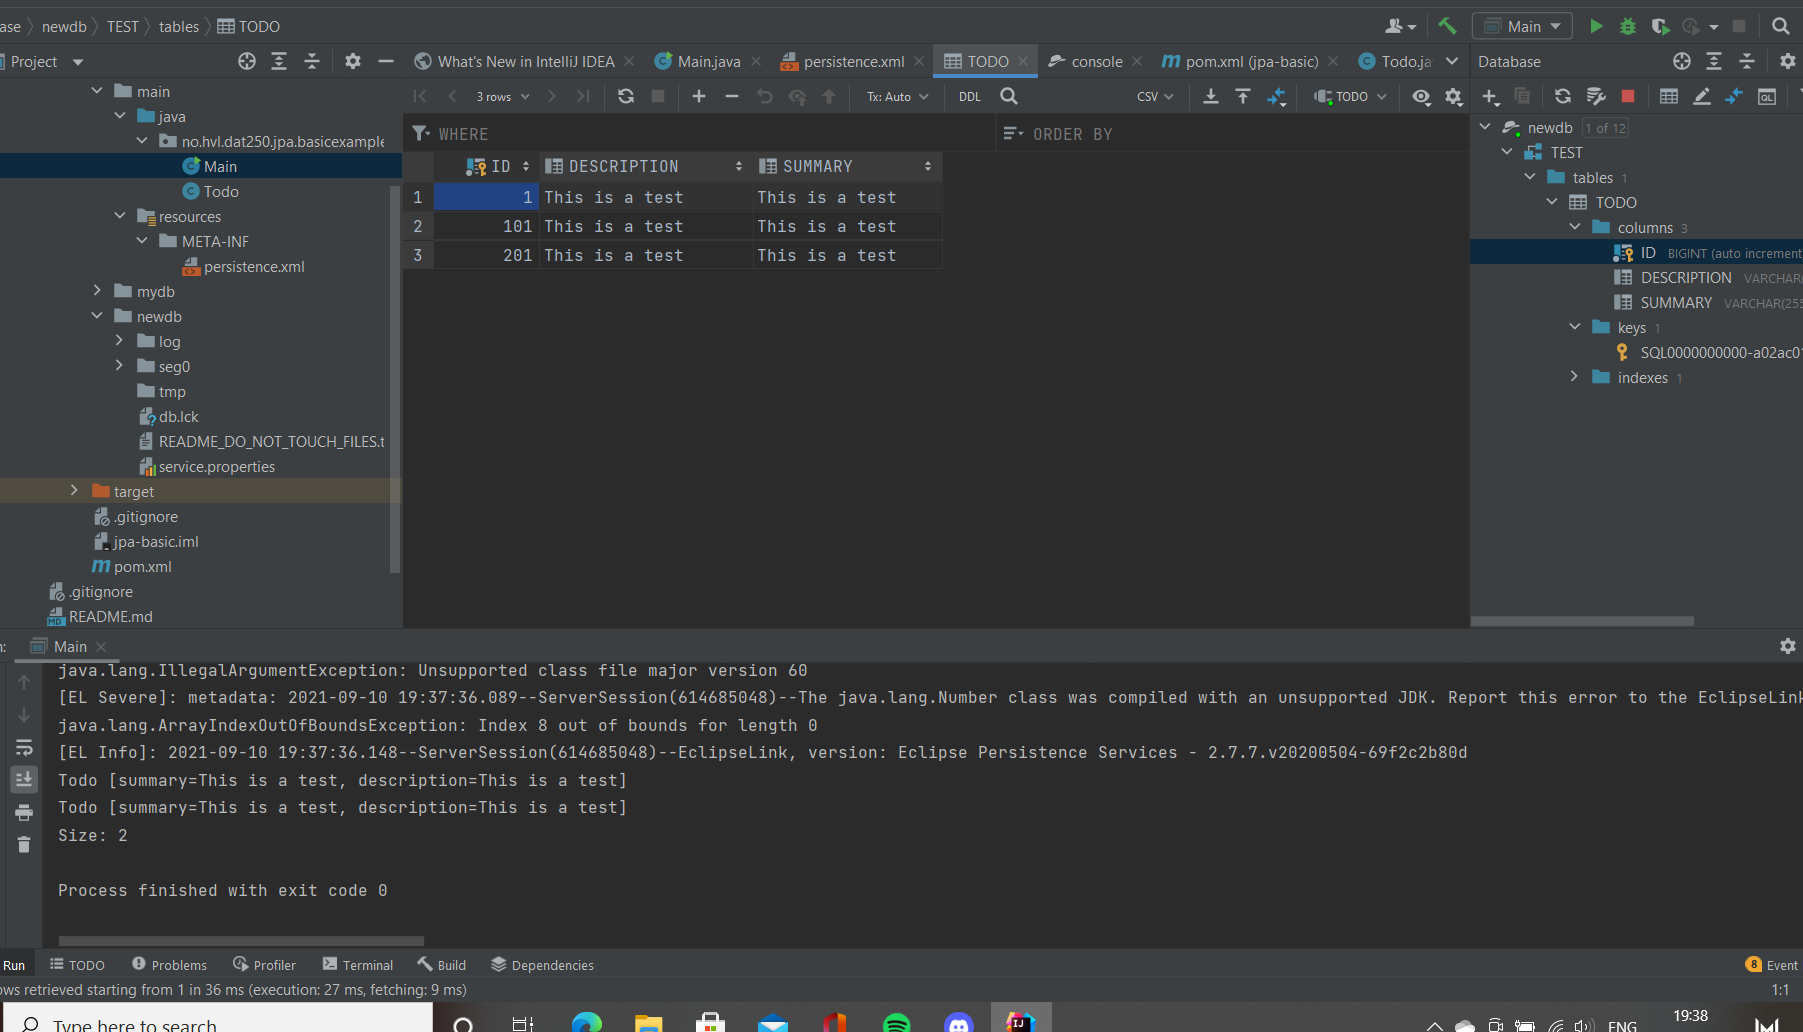 ase newdb TEST tables TODO
Main
Project
What's New in IntelliJ IDEA Main.java persistence.xml TODO console pom.xml (jpa-basic) Todo.ja
Database
3 rows Tx: Auto DDL CSV TODO
WHERE ORDER BY
ID DESCRIPTION SUMMARY
1 1 This is a test This is a test
2 101 This is a test This is a test
3 201 This is a test This is a test
main
java
no.hvl.dat250.jpa.basicexample
Main
Todo
resources
META-INF
persistence.xml
mydb
newdb
log
seg0
tmp
db.lck
README_DO_NOT_TOUCH_FILES.t
service.properties
target
.gitignore
jpa-basic.iml
pom.xml
.gitignore
README.md
newdb 1 of 12
TEST
tables 1
TODO
columns 3
ID BIGINT (auto increment
DESCRIPTION VARCHAR(
SUMMARY VARCHAR(255
keys 1
SQL0000000000-a02ac01
indexes 1
n: Main
java.lang.IllegalArgumentException: Unsupported class file major version 60
[EL Severe]: metadata: 2021-09-10 19:37:36.089--ServerSession(614685048)--The java.lang.Number class was compiled with an unsupported JDK. Report this error to the EclipseLink
java.lang.ArrayIndexOutOfBoundsException: Index 8 out of bounds for length 0
[EL Info]: 2021-09-10 19:37:36.148--ServerSession(614685048)--EclipseLink, version: Eclipse Persistence Services - 2.7.7.v20200504-69f2c2b80d
Todo [summary=This is a test, description=This is a test]
Todo [summary=This is a test, description=This is a test]
Size: 2
Process finished with exit code 0
Run TODO Problems Profiler Terminal Build Dependencies 8 Event
ows retrieved starting from 1 in 36 ms (execution: 27 ms, fetching: 9 ms) 1:1
Type here to search
ENG
19:38